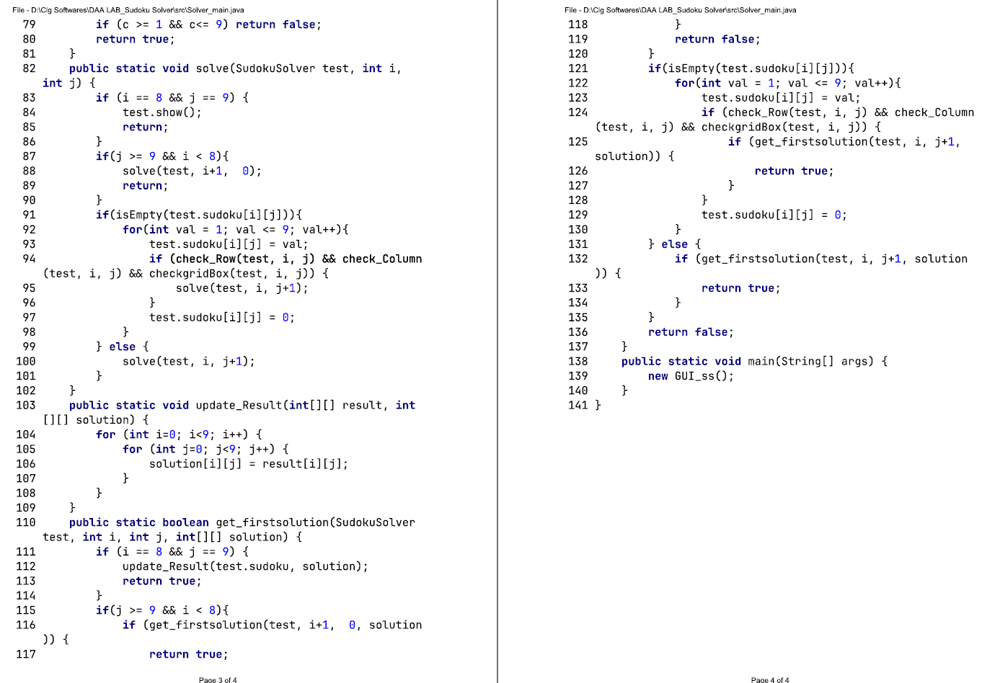 File - D:\Clg Softwares\DAA LAB_Sudoku Solver\src\Solver_main.java
79         if (c >= 1 && c<= 9) return false;
80         return true;
81     }
82     public static void solve(SudokuSolver test, int i,
int j) {
83         if (i == 8 && j == 9) {
84             test.show();
85             return;
86         }
87         if(j >= 9 && i < 8){
88             solve(test, i+1,  0);
89             return;
90         }
91         if(isEmpty(test.sudoku[i][j])){
92             for(int val = 1; val <= 9; val++){
93                 test.sudoku[i][j] = val;
94                 if (check_Row(test, i, j) && check_Column
(test, i, j) && checkgridBox(test, i, j)) {
95                     solve(test, i, j+1);
96                 }
97                 test.sudoku[i][j] = 0;
98             }
99         } else {
100             solve(test, i, j+1);
101         }
102     }
103     public static void update_Result(int[][] result, int
[][] solution) {
104         for (int i=0; i<9; i++) {
105             for (int j=0; j<9; j++) {
106                 solution[i][j] = result[i][j];
107             }
108         }
109     }
110     public static boolean get_firstsolution(SudokuSolver
test, int i, int j, int[][] solution) {
111         if (i == 8 && j == 9) {
112             update_Result(test.sudoku, solution);
113             return true;
114         }
115         if(j >= 9 && i < 8){
116             if (get_firstsolution(test, i+1,  0, solution
)) {
117                 return true;
Page 3 of 4
File - D:\Clg Softwares\DAA LAB_Sudoku Solver\src\Solver_main.java
118             }
119             return false;
120         }
121         if(isEmpty(test.sudoku[i][j])){
122             for(int val = 1; val <= 9; val++){
123                 test.sudoku[i][j] = val;
124                 if (check_Row(test, i, j) && check_Column
(test, i, j) && checkgridBox(test, i, j)) {
125                     if (get_firstsolution(test, i, j+1,
solution)) {
126                         return true;
127                     }
128                 }
129                 test.sudoku[i][j] = 0;
130             }
131         } else {
132             if (get_firstsolution(test, i, j+1, solution
)) {
133                 return true;
134             }
135         }
136         return false;
137     }
138     public static void main(String[] args) {
139         new GUI_ss();
140     }
141 }
Page 4 of 4